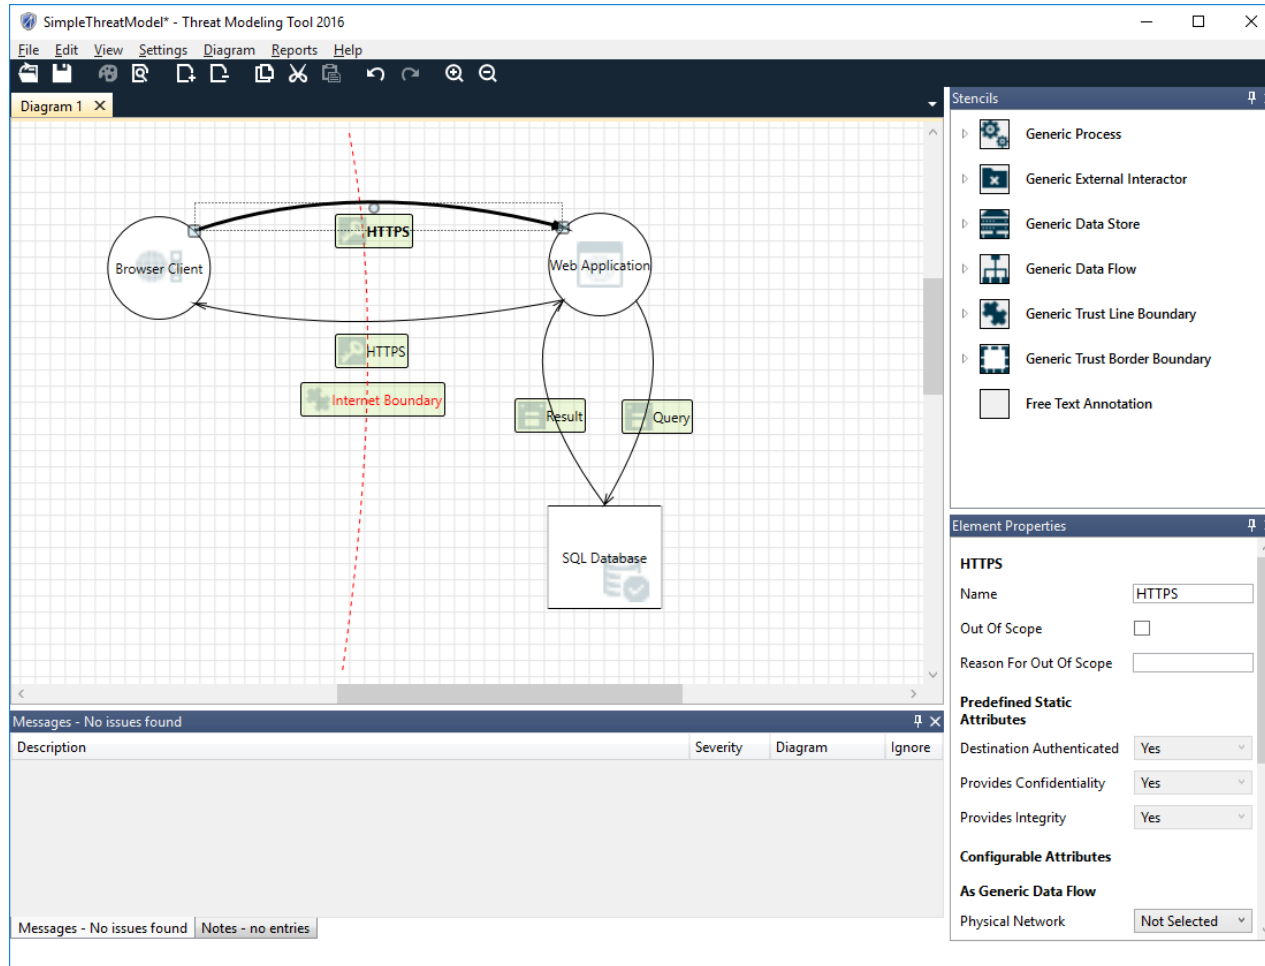 SimpleThreatModel* - Threat Modeling Tool 2016
File Edit View Settings Diagram Reports Help
Diagram 1
HTTPS
Browser Client
Web Application
HTTPS
Internet Boundary
Result
Query
SQL Database
Stencils
Generic Process
Generic External Interactor
Generic Data Store
Generic Data Flow
Generic Trust Line Boundary
Generic Trust Border Boundary
Free Text Annotation
Element Properties
HTTPS
Name HTTPS
Out Of Scope
Reason For Out Of Scope
Predefined Static
Attributes
Destination Authenticated Yes
Provides Confidentiality Yes
Provides Integrity Yes
Configurable Attributes
As Generic Data Flow
Physical Network Not Selected
Messages - No issues found
Description Severity Diagram Ignore
Messages - No issues found Notes - no entries